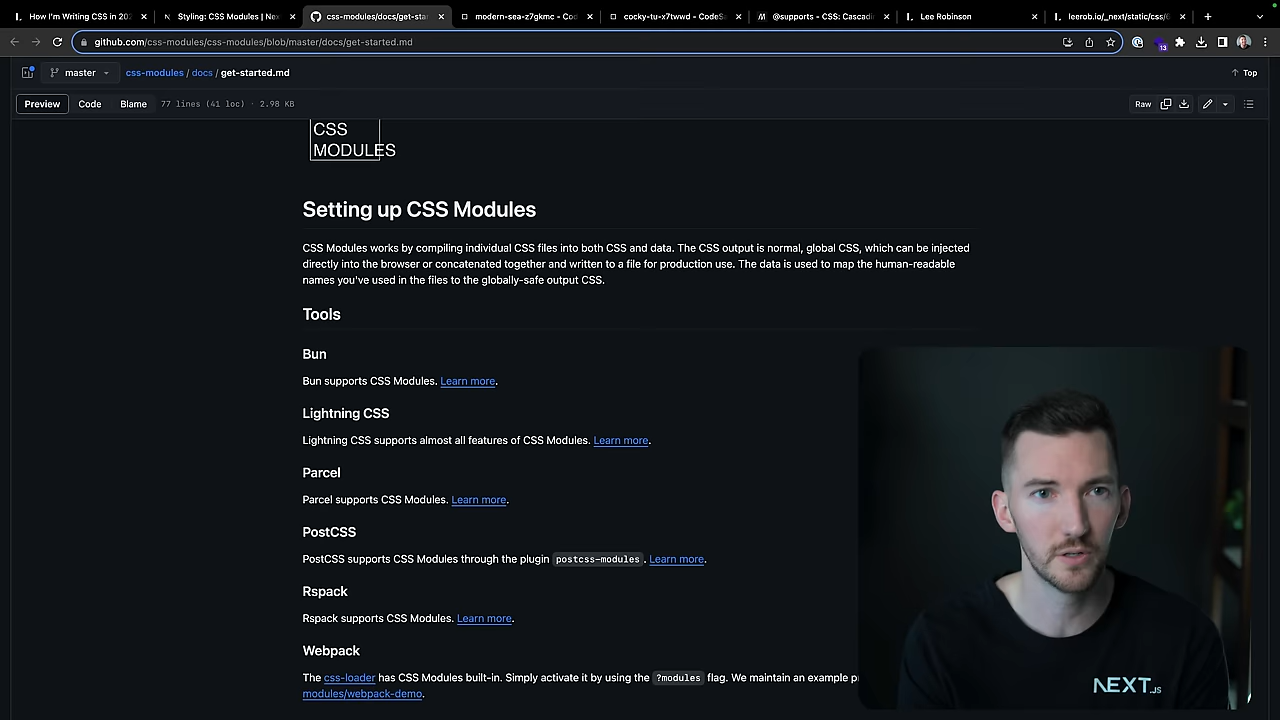 How I'm Writing CSS in 202
Styling: CSS Modules | Nex
css-modules/docs/get-star
modern-sea-z7gkmc - Cod
cocky-tu-x7twwd - CodeSa
@supports - CSS: Cascadin
Lee Robinson
leerob.io/_next/static/css/6
github.com/css-modules/css-modules/blob/master/docs/get-started.md
13
master
css-modules / docs / get-started.md
Top
Preview
Code
Blame
77 lines (41 loc) · 2.98 KB
Raw
CSS
MODULES
Setting up CSS Modules
CSS Modules works by compiling individual CSS files into both CSS and data. The CSS output is normal, global CSS, which can be injected
directly into the browser or concatenated together and written to a file for production use. The data is used to map the human-readable
names you've used in the files to the globally-safe output CSS.
Tools
Bun
Bun supports CSS Modules. Learn more.
Lightning CSS
Lightning CSS supports almost all features of CSS Modules. Learn more.
Parcel
Parcel supports CSS Modules. Learn more.
PostCSS
PostCSS supports CSS Modules through the plugin postcss-modules. Learn more.
Rspack
Rspack supports CSS Modules. Learn more.
Webpack
The css-loader has CSS Modules built-in. Simply activate it by using the ?modules flag. We maintain an example p
modules/webpack-demo.
NEXT.JS